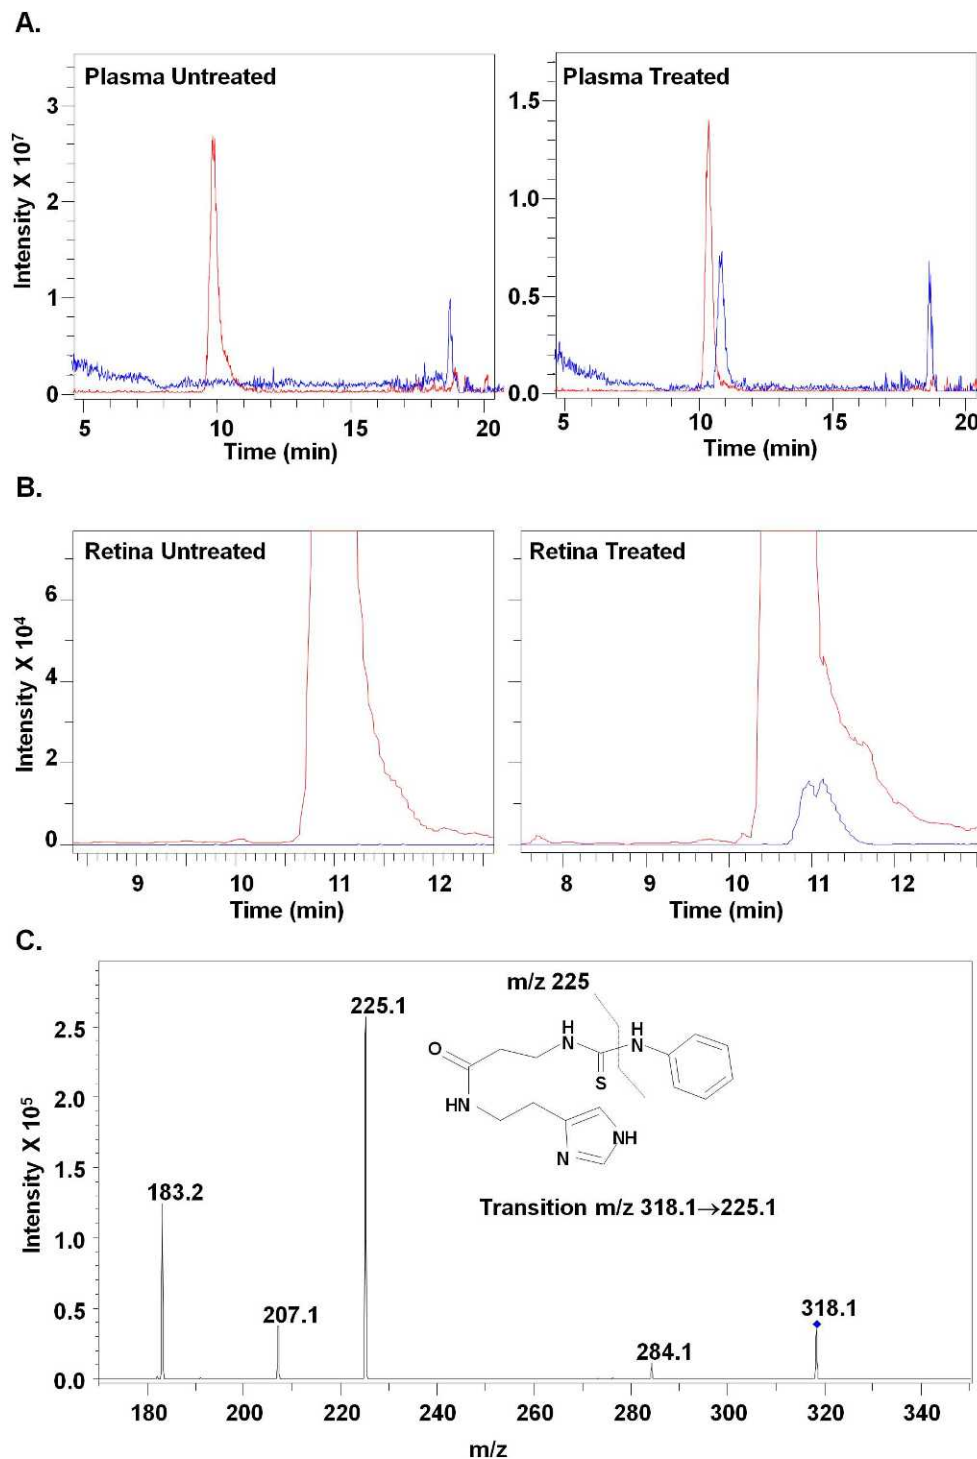 A.
Plasma Untreated
Plasma Treated
Intensity X 10⁷
3
2
1
0
5
10
15
20
Time (min)
1.5
1.0
0.5
0.0
5
10
15
20
Time (min)
B.
Retina Untreated
Retina Treated
Intensity X 10⁴
6
4
2
0
9
10
11
12
Time (min)
8
9
10
11
12
Time (min)
C.
Intensity X 10⁵
2.5
2.0
1.5
1.0
0.5
0.0
183.2
207.1
225.1
284.1
318.1
m/z 225
H
N
H
N
O
S
HN
NH
N
Transition m/z 318.1→225.1
180
200
220
240
260
280
300
320
340
m/z